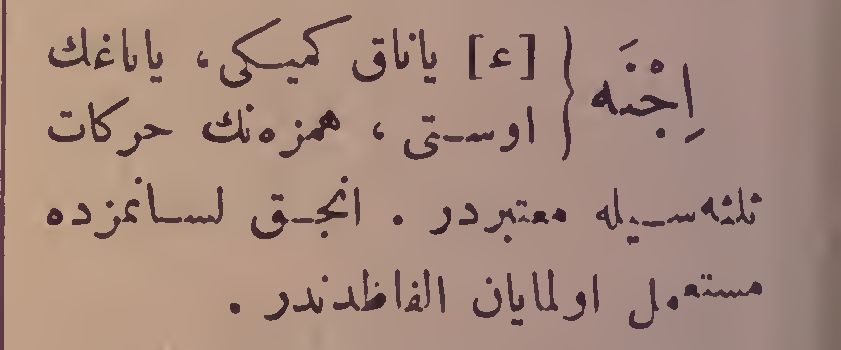 اِجْنَه } [ء] ياناق كميكى، ياناغك
اوستى ، همزه‌نك حركات
ثلثه‌سيله معتبردر . انجق لسانمزده
مستعمل اولمايان الفاظدندر .